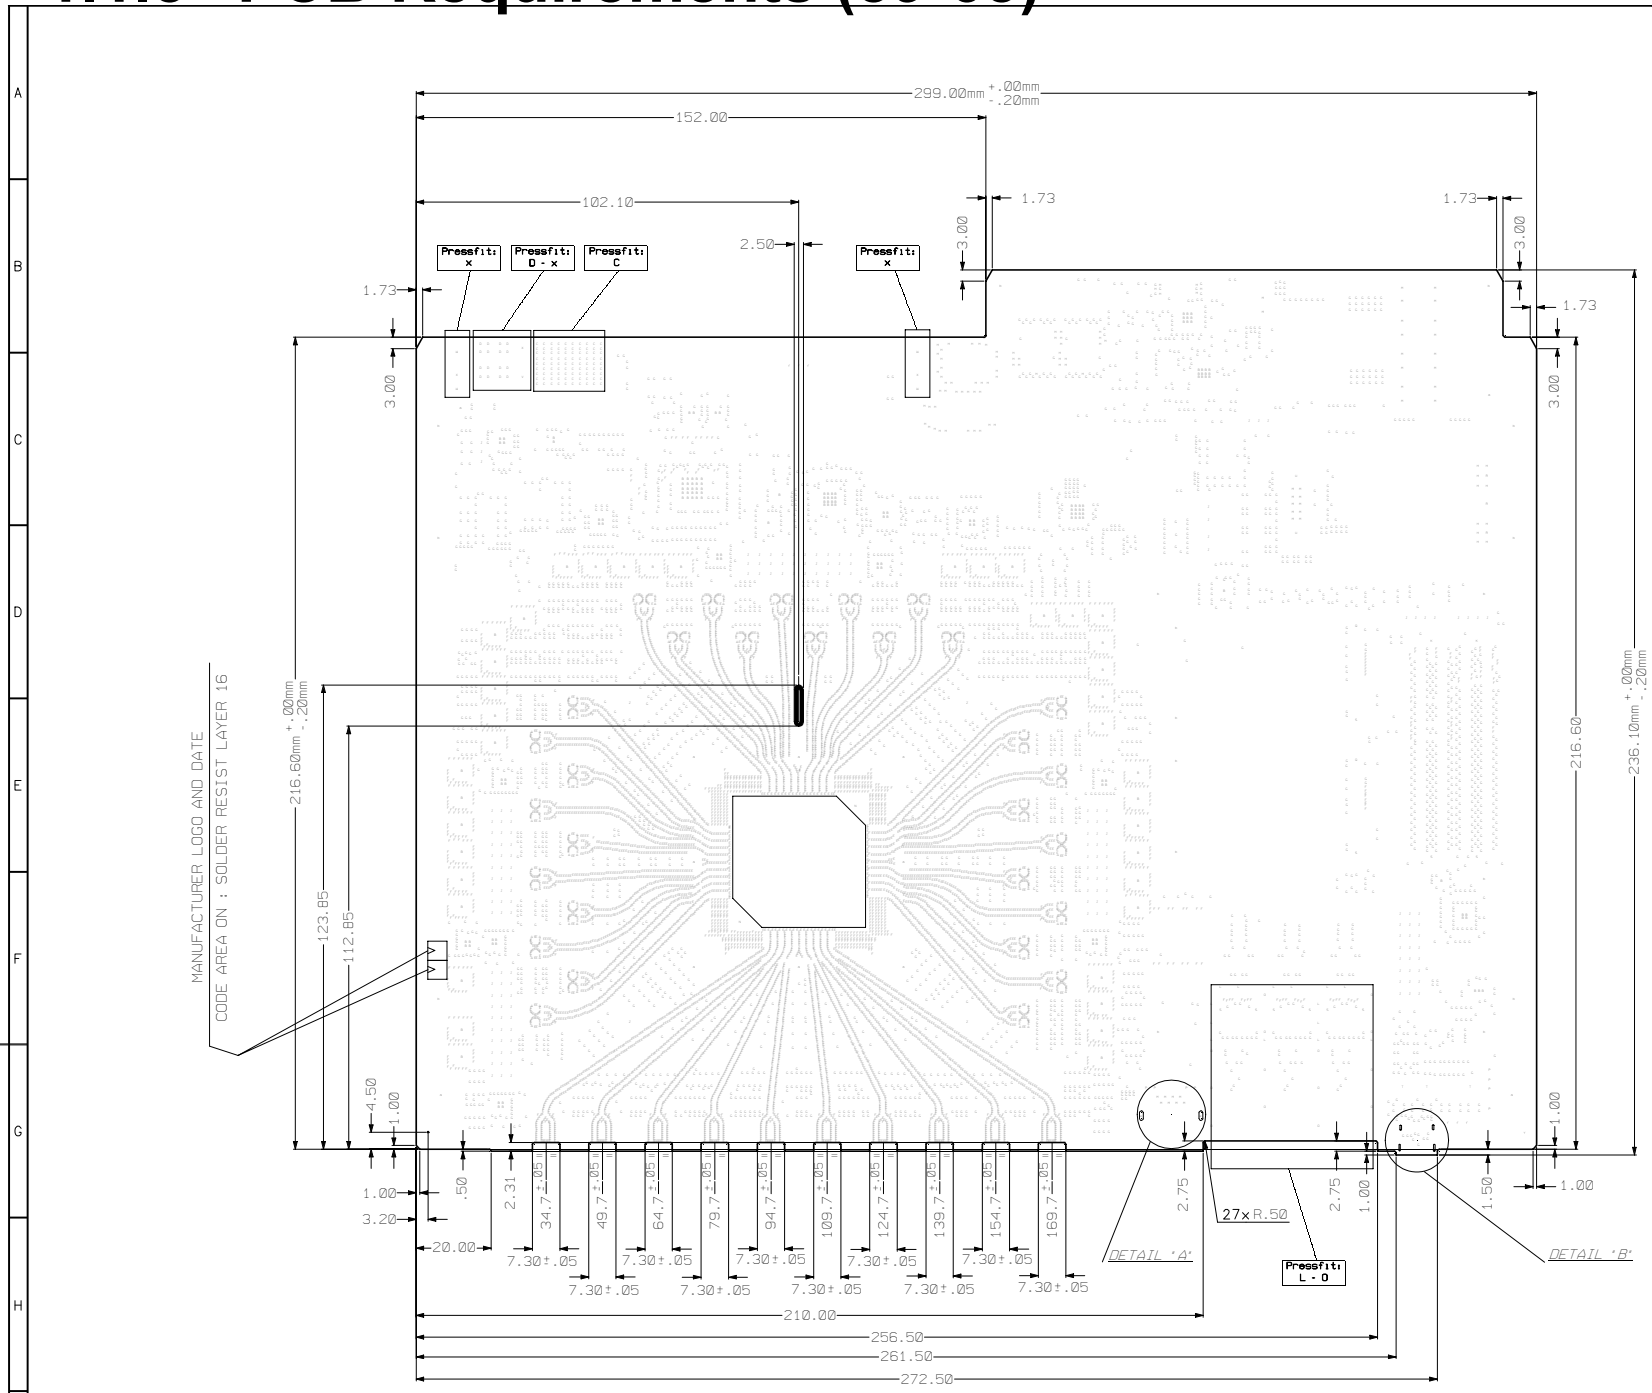 PCB Requirements
A
B
C
D
E
F
G
H
299.00mm +.00mm
-.20mm
152.00
102.10
2.50
1.73
3.00
1.73
3.00
1.73
3.00
1.73
3.00
Pressfit:
x
Pressfit:
D - x
Pressfit:
C
Pressfit:
x
MANUFACTURER LOGO AND DATE
CODE AREA ON : SOLDER RESIST LAYER 16
216.60mm +.00mm
-.20mm
123.85
112.85
216.60
236.10mm +.00mm
-.20mm
4.50
1.00
1.00
3.20
20.00
.50
2.31
34.7±.05
49.7±.05
64.7±.05
79.7±.05
94.7±.05
109.7±.05
124.7±.05
139.7±.05
154.7±.05
169.7±.05
7.30±.05
7.30±.05
7.30±.05
7.30±.05
7.30±.05
7.30±.05
7.30±.05
7.30±.05
7.30±.05
7.30±.05
2.75
27x R.50
2.75
1.00
1.50
1.00
1.00
DETAIL "A"
DETAIL "B"
Pressfit:
L - O
210.00
256.50
261.50
272.50